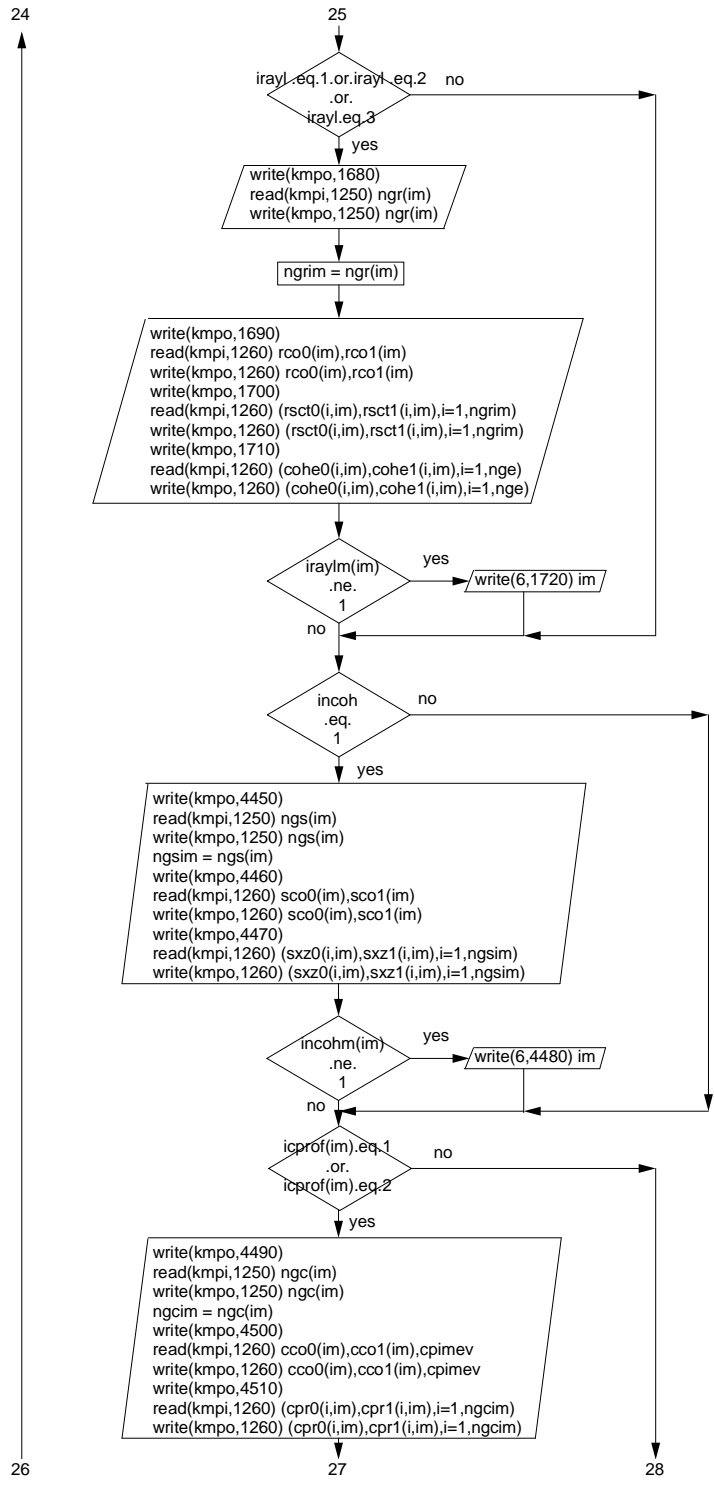 24
25
irayl .eq.1.or.irayl .eq.2
.or.
irayl.eq.3
no
yes
write(kmpo,1680)
read(kmpi,1250) ngr(im)
write(kmpo,1250) ngr(im)
ngrim = ngr(im)
write(kmpo,1690)
read(kmpi,1260) rco0(im),rco1(im)
write(kmpo,1260) rco0(im),rco1(im)
write(kmpo,1700)
read(kmpi,1260) (rsct0(i,im),rsct1(i,im),i=1,ngrim)
write(kmpo,1260) (rsct0(i,im),rsct1(i,im),i=1,ngrim)
write(kmpo,1710)
read(kmpi,1260) (cohe0(i,im),cohe1(i,im),i=1,nge)
write(kmpo,1260) (cohe0(i,im),cohe1(i,im),i=1,nge)
iraylm(im)
.ne.
1
yes
write(6,1720) im
no
incoh
.eq.
1
no
yes
write(kmpo,4450)
read(kmpi,1250) ngs(im)
write(kmpo,1250) ngs(im)
ngsim = ngs(im)
write(kmpo,4460)
read(kmpi,1260) sco0(im),sco1(im)
write(kmpo,1260) sco0(im),sco1(im)
write(kmpo,4470)
read(kmpi,1260) (sxz0(i,im),sxz1(i,im),i=1,ngsim)
write(kmpo,1260) (sxz0(i,im),sxz1(i,im),i=1,ngsim)
incohm(im)
.ne.
1
yes
write(6,4480) im
no
icprof(im).eq.1
.or.
icprof(im).eq.2
no
yes
write(kmpo,4490)
read(kmpi,1250) ngc(im)
write(kmpo,1250) ngc(im)
ngcim = ngc(im)
write(kmpo,4500)
read(kmpi,1260) cco0(im),cco1(im),cpimev
write(kmpo,1260) cco0(im),cco1(im),cpimev
write(kmpo,4510)
read(kmpi,1260) (cpr0(i,im),cpr1(i,im),i=1,ngcim)
write(kmpo,1260) (cpr0(i,im),cpr1(i,im),i=1,ngcim)
26
27
28